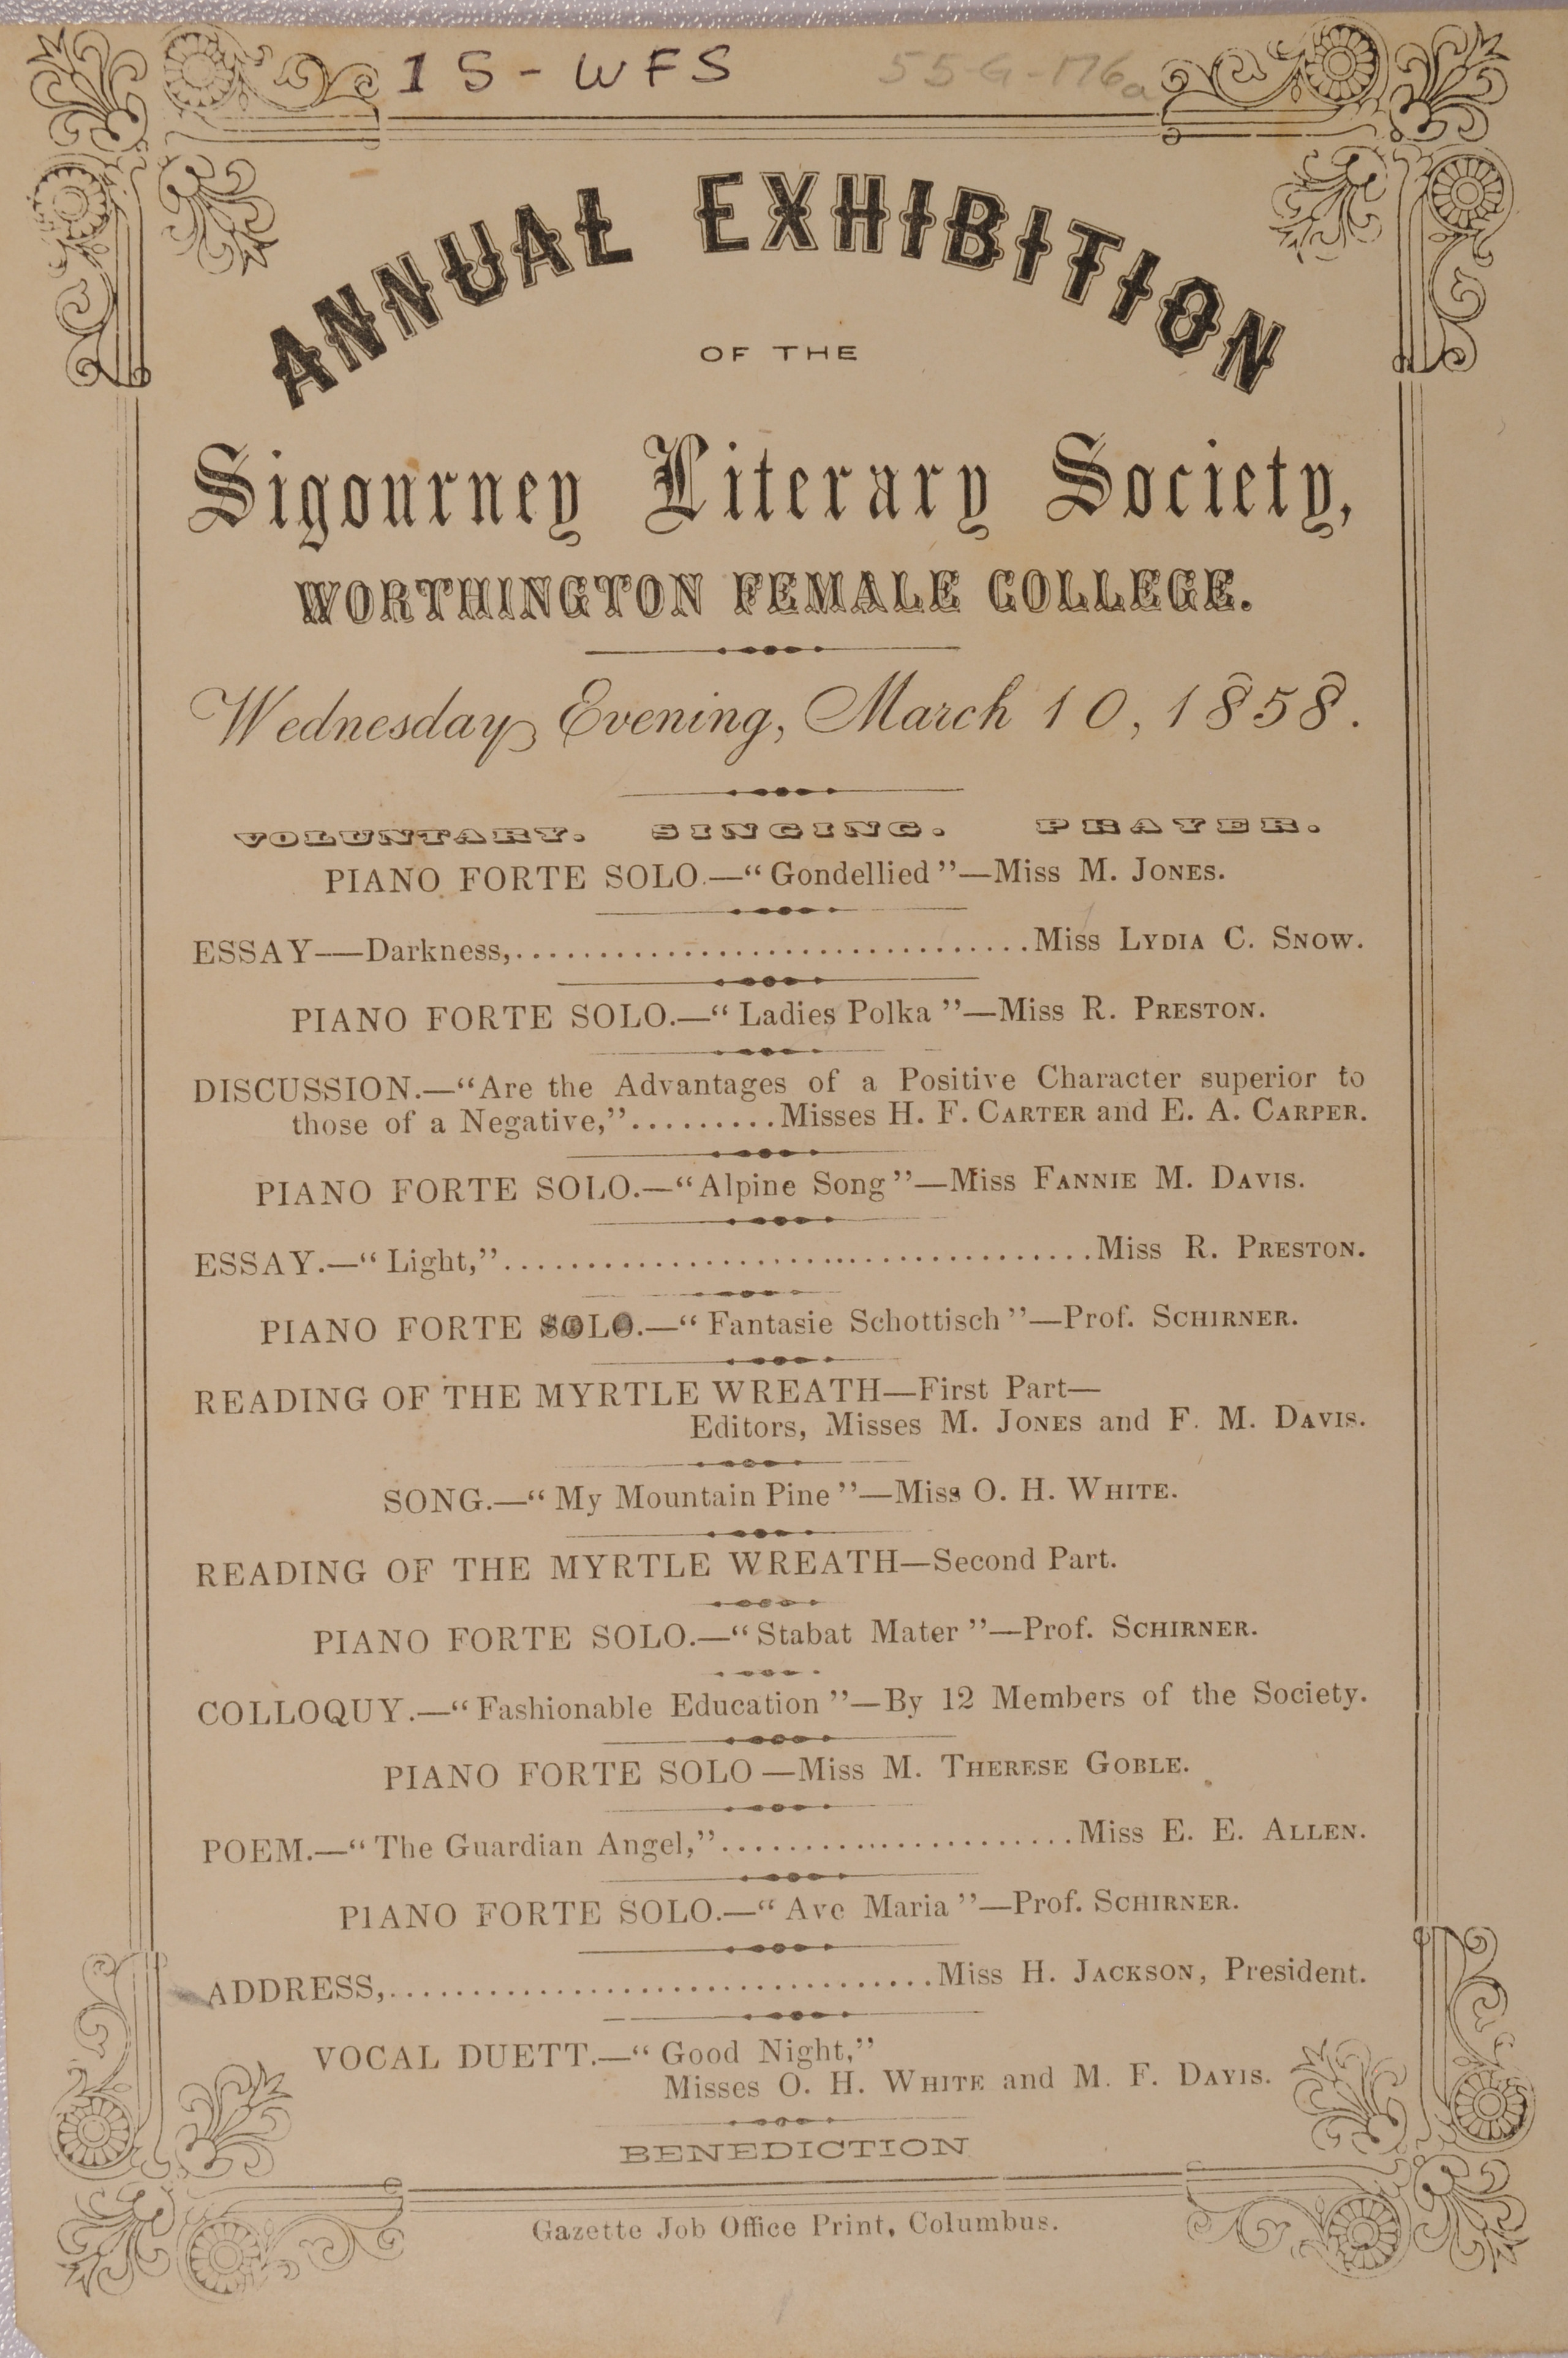 1 S - W F S 55-G-176a
ANNUAL EXHIBITION
OF THE
Sigourney Literary Society,
WORTHINGTON FEMALE COLLEGE.
Wednesday Evening, March 10, 1858.
VOLUNTARY. SINGING. PRAYER.
PIANO FORTE SOLO.—“Gondellied”—Miss M. JONES.
ESSAY—Darkness,................................Miss LYDIA C. SNOW.
PIANO FORTE SOLO.—“Ladies Polka”—Miss R. PRESTON.
DISCUSSION.—“Are the Advantages of a Positive Character superior to
those of a Negative,”.........Misses H. F. CARTER and E. A. CARPER.
PIANO FORTE SOLO.—“Alpine Song”—Miss FANNIE M. DAVIS.
ESSAY.—“Light,”....................................Miss R. PRESTON.
PIANO FORTE SOLO.—“Fantasie Schottisch”—Prof. SCHIRNER.
READING OF THE MYRTLE WREATH—First Part—
Editors, Misses M. JONES and F. M. DAVIS.
SONG.—“My Mountain Pine”—Miss O. H. WHITE.
READING OF THE MYRTLE WREATH—Second Part.
PIANO FORTE SOLO.—“Stabat Mater”—Prof. SCHIRNER.
COLLOQUY.—“Fashionable Education”—By 12 Members of the Society.
PIANO FORTE SOLO—Miss M. THERESE GOBLE.
POEM.—“The Guardian Angel,”......................Miss E. E. ALLEN.
PIANO FORTE SOLO.—“Ave Maria”—Prof. SCHIRNER.
ADDRESS,.................................Miss H. JACKSON, President.
VOCAL DUETT.—“Good Night,”
Misses O. H. WHITE and M. F. DAVIS.
BENEDICTION
Gazette Job Office Print, Columbus.